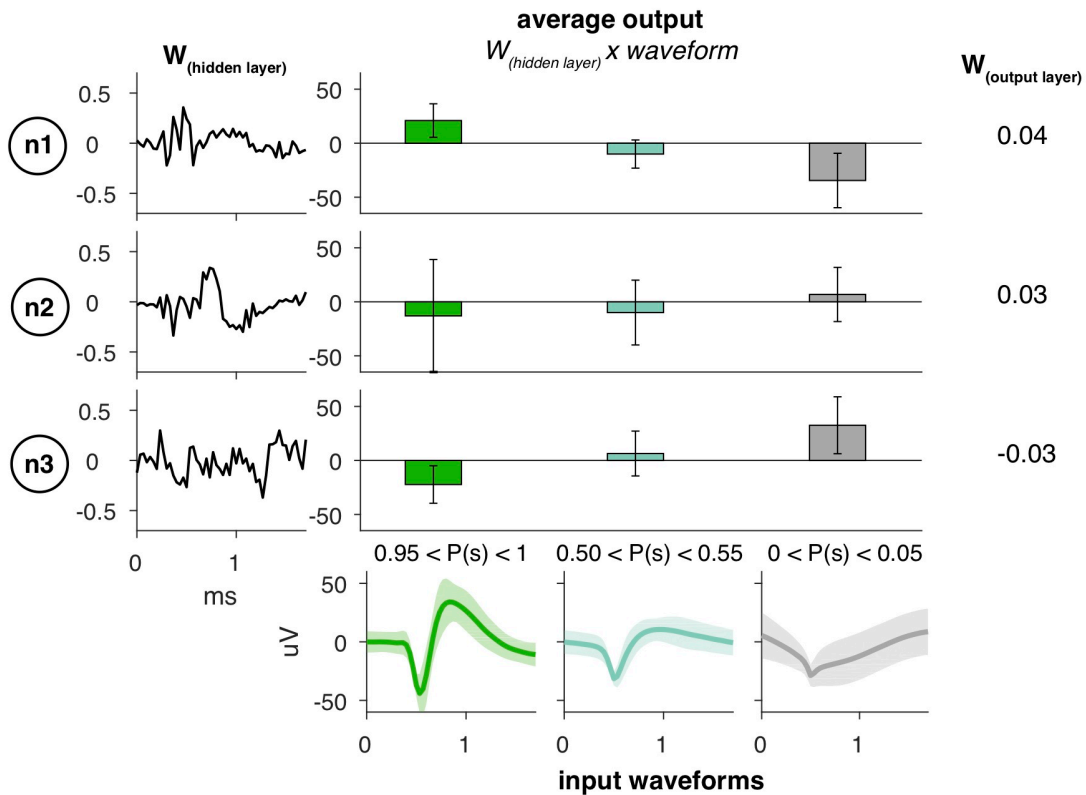 average output
W(hidden layer)
W(hidden layer) x waveform
W(output layer)
n1
0.5
0
-0.5
50
0
-50
0.04
n2
0.5
0
-0.5
50
0
-50
0.03
n3
0.5
0
-0.5
50
0
-50
-0.03
0
1
ms
0.95 < P(s) < 1
0.50 < P(s) < 0.55
0 < P(s) < 0.05
uV
50
0
-50
0
1
0
1
0
1
input waveforms